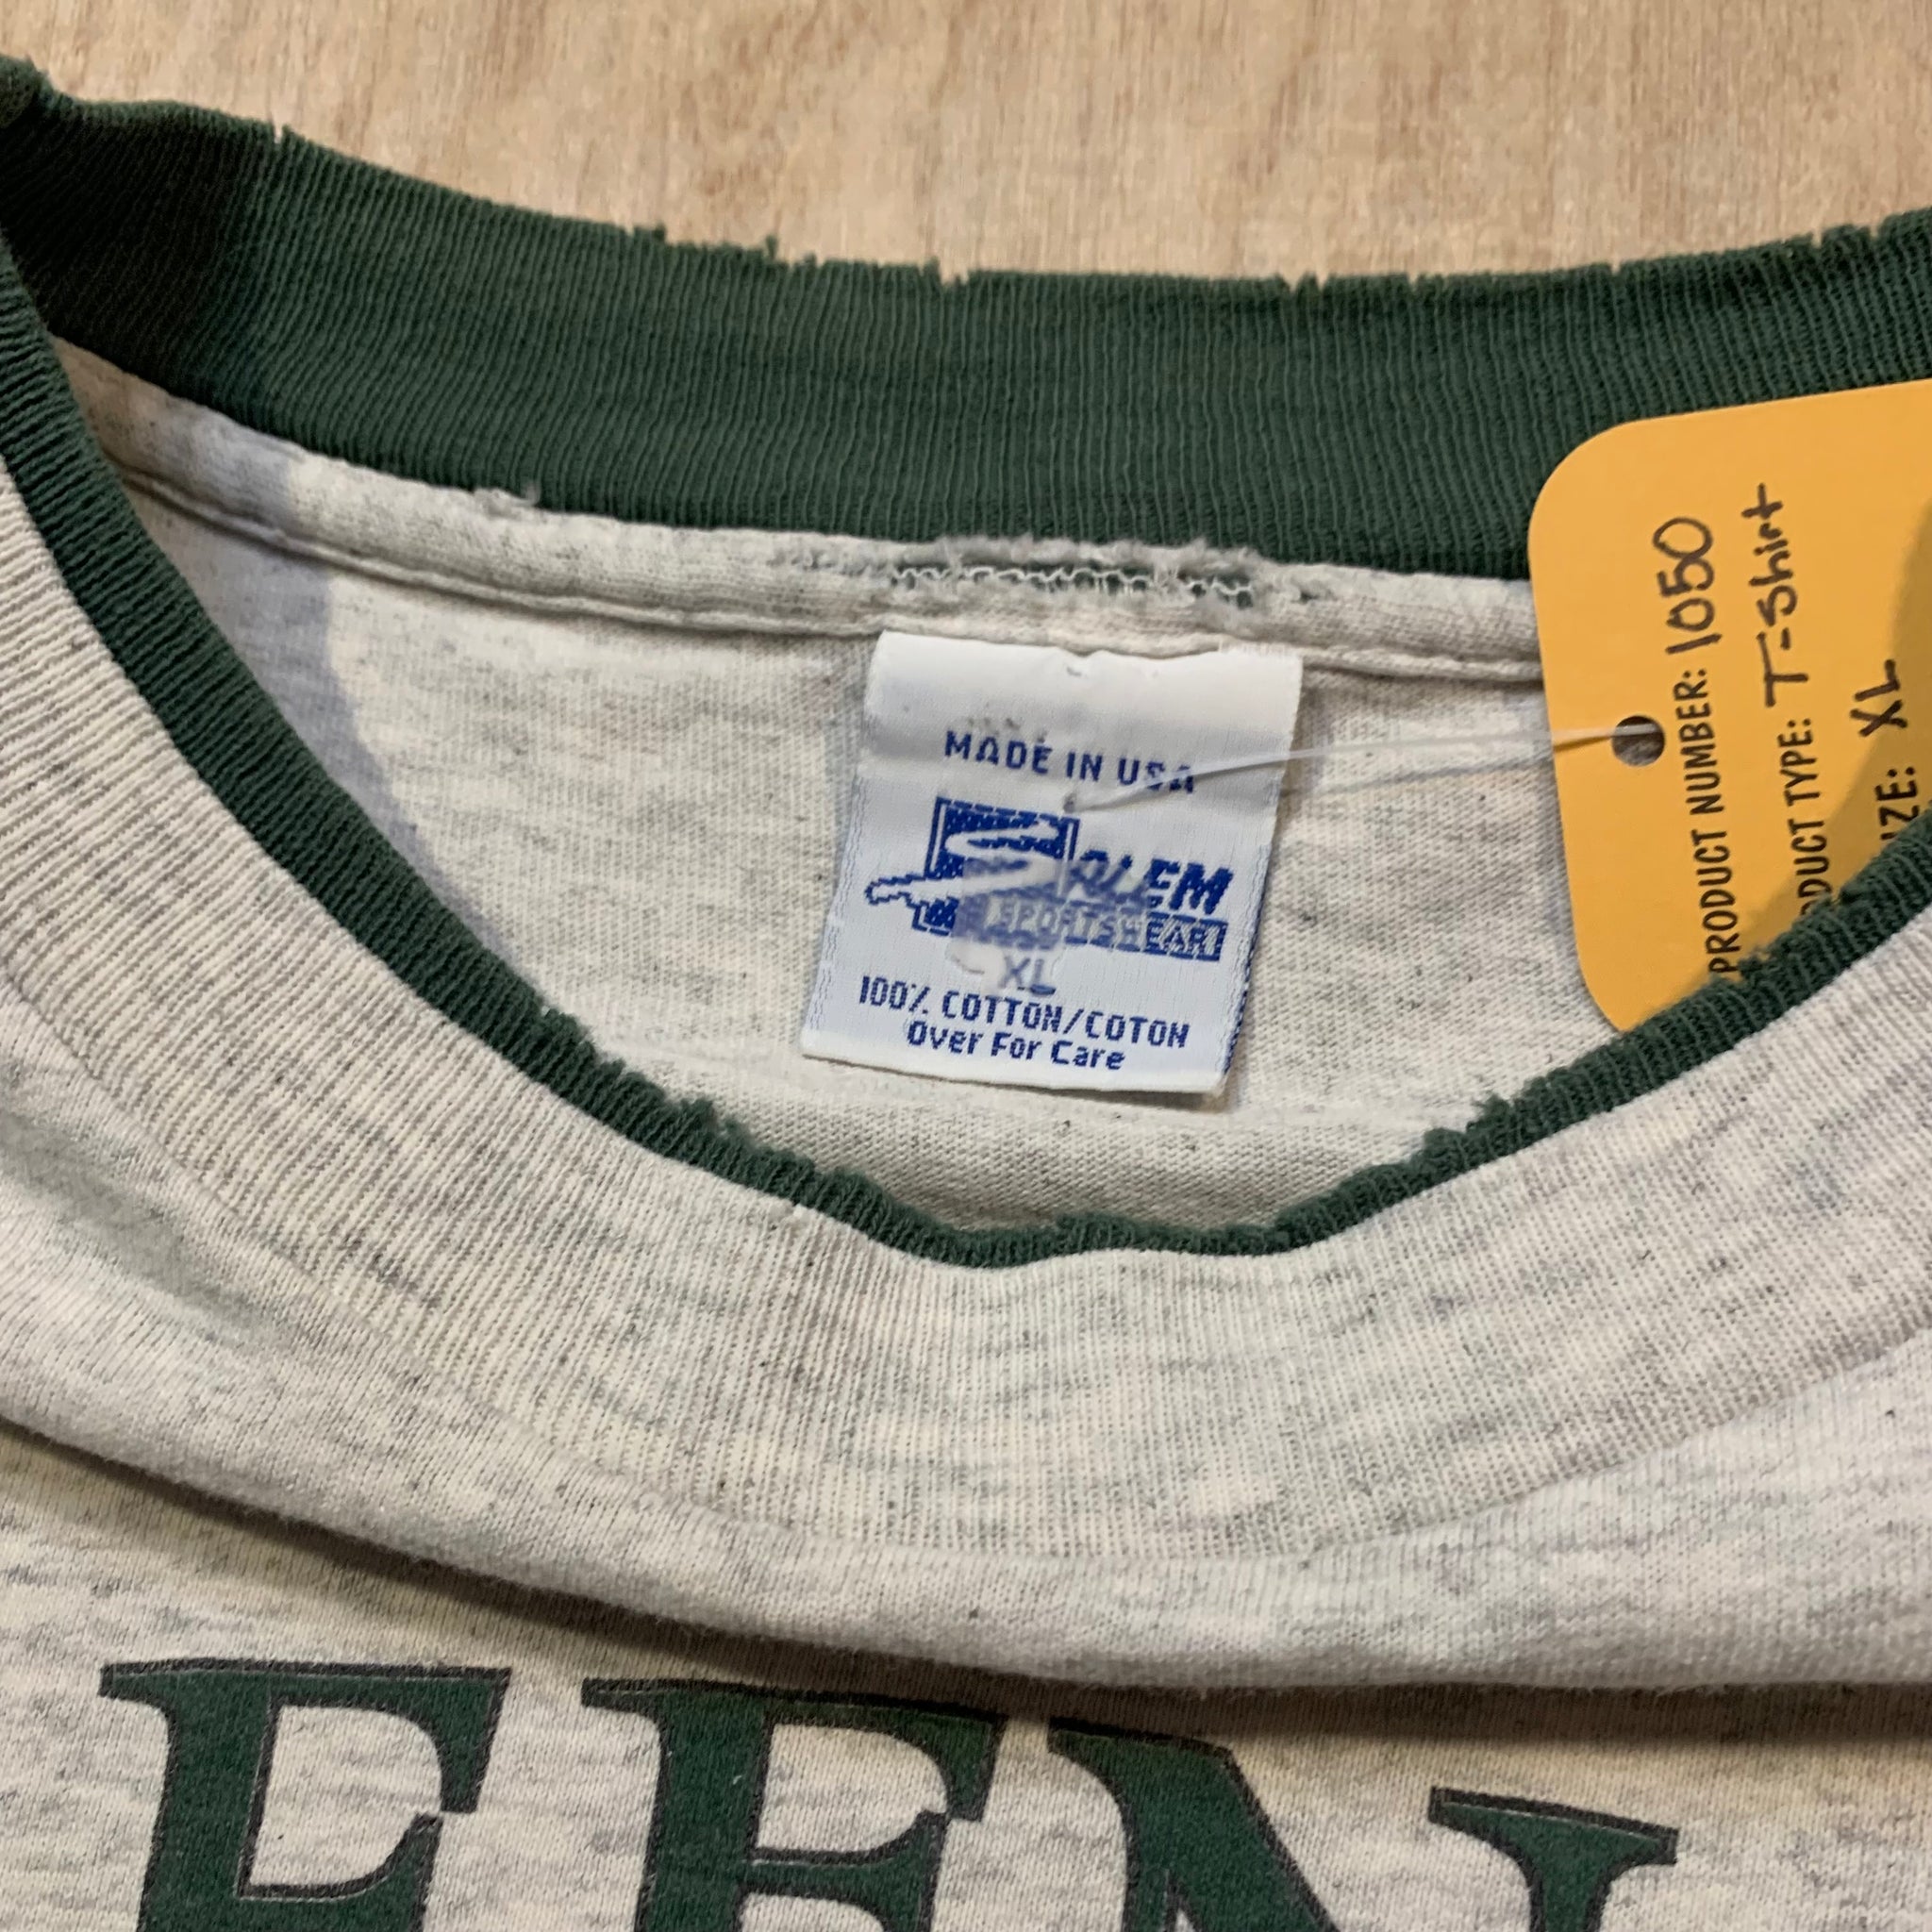 MADE IN USA
SALEM
SPORTSWEAR
XL
100% COTTON/COTON
Over For Care
PRODUCT NUMBER: 1050
PRODUCT TYPE: T-Shirt
SIZE: XL
EEN